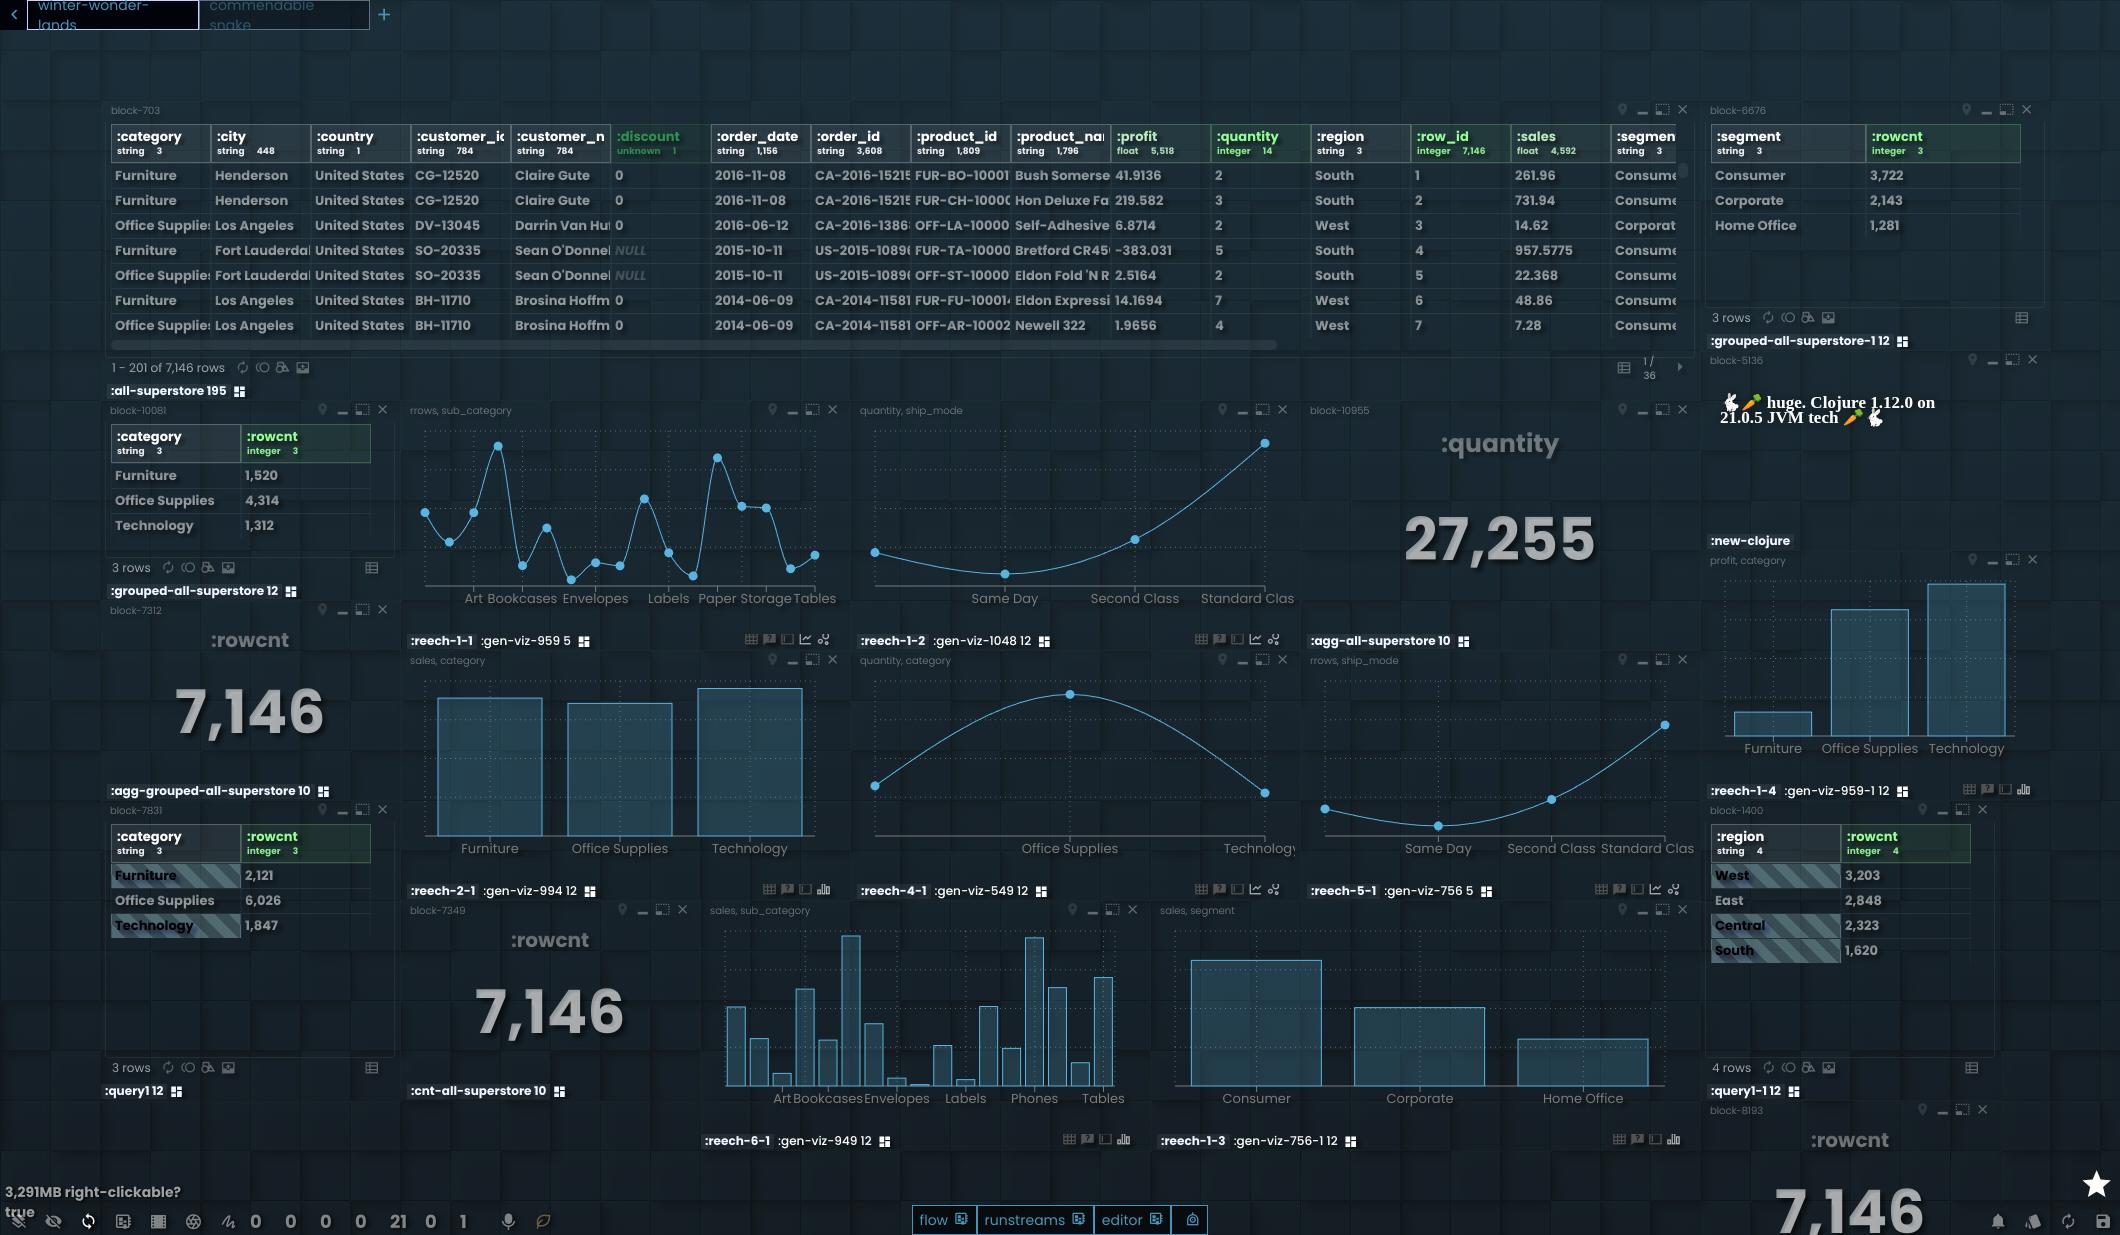 winter-wonder-lands
commendable snake
block-703
:category string 3 :city string 448 :country string 1 :customer_ic string 784 :customer_n string 784 :discount unknown 1 :order_date string 1,156 :order_id string 3,608 :product_id string 1,809 :product_nar string 1,796 :profit float 5,518 :quantity integer 14 :region string 3 :row_id integer 7,146 :sales float 4,592 :segmen string 3
Furniture Henderson United States CG-12520 Claire Gute 0 2016-11-08 CA-2016-15215 FUR-BO-10001 Bush Somerse 41.9136 2 South 1 261.96 Consume
Furniture Henderson United States CG-12520 Claire Gute 0 2016-11-08 CA-2016-15215 FUR-CH-10000 Hon Deluxe Fa 219.582 3 South 2 731.94 Consume
Office Supplies Los Angeles United States DV-13045 Darrin Van Huf 0 2016-06-12 CA-2016-1386 OFF-LA-10000 Self-Adhesive 6.8714 2 West 3 14.62 Corporat
Furniture Fort Lauderdal United States SO-20335 Sean O'Donnel NULL 2015-10-11 US-2015-10896 FUR-TA-10000 Bretford CR450 -383.031 5 South 4 957.5775 Consume
Office Supplies Fort Lauderdal United States SO-20335 Sean O'Donnel NULL 2015-10-11 US-2015-10896 OFF-ST-10000 Eldon Fold 'N R 2.5164 2 South 5 22.368 Consume
Furniture Los Angeles United States BH-11710 Brosina Hoffm 0 2014-06-09 CA-2014-11581 FUR-FU-10001 Eldon Expressi 14.1694 7 West 6 48.86 Consume
Office Supplies Los Angeles United States BH-11710 Brosina Hoffm 0 2014-06-09 CA-2014-11581 OFF-AR-10002 Newell 322 1.9656 4 West 7 7.28 Consume
1 - 201 of 7,146 rows
1 / 36
:all-superstore 195
block-6676
:segment string 3 :rowcnt integer 3
Consumer 3,722
Corporate 2,143
Home Office 1,281
3 rows
:grouped-all-superstore-1 12
block-5136
🐇🥕 huge. Clojure 1.12.0 on
21.0.5 JVM tech 🥕🐇
:new-clojure
block-10081
:category string 3 :rowcnt integer 3
Furniture 1,520
Office Supplies 4,314
Technology 1,312
3 rows
:grouped-all-superstore 12
rrows, sub_category
Art Bookcases Envelopes Labels Paper Storage Tables
:reech-1-1 :gen-viz-959 5
quantity, ship_mode
Same Day Second Class Standard Clas
:reech-1-2 :gen-viz-1048 12
block-10955
:quantity
27,255
:agg-all-superstore 10
profit, category
Furniture Office Supplies Technology
:reech-1-4 :gen-viz-959-1 12
block-7312
:rowcnt
7,146
:agg-grouped-all-superstore 10
sales, category
Furniture Office Supplies Technology
:reech-2-1 :gen-viz-994 12
quantity, category
Office Supplies Technology
:reech-4-1 :gen-viz-549 12
rrows, ship_mode
Same Day Second Class Standard Clas
:reech-5-1 :gen-viz-756 5
block-7831
:category string 3 :rowcnt integer 3
Furniture 2,121
Office Supplies 6,026
Technology 1,847
3 rows
:query1 12
block-7349
:rowcnt
7,146
:cnt-all-superstore 10
sales, sub_category
Art Bookcases Envelopes Labels Phones Tables
:reech-6-1 :gen-viz-949 12
sales, segment
Consumer Corporate Home Office
:reech-1-3 :gen-viz-756-1 12
block-1400
:region string 4 :rowcnt integer 4
West 3,203
East 2,848
Central 2,323
South 1,620
4 rows
:query1-1 12
block-8193
:rowcnt
7,146
3,291MB right-clickable?
true
0 0 0 0 21 0 1
flow runstreams editor